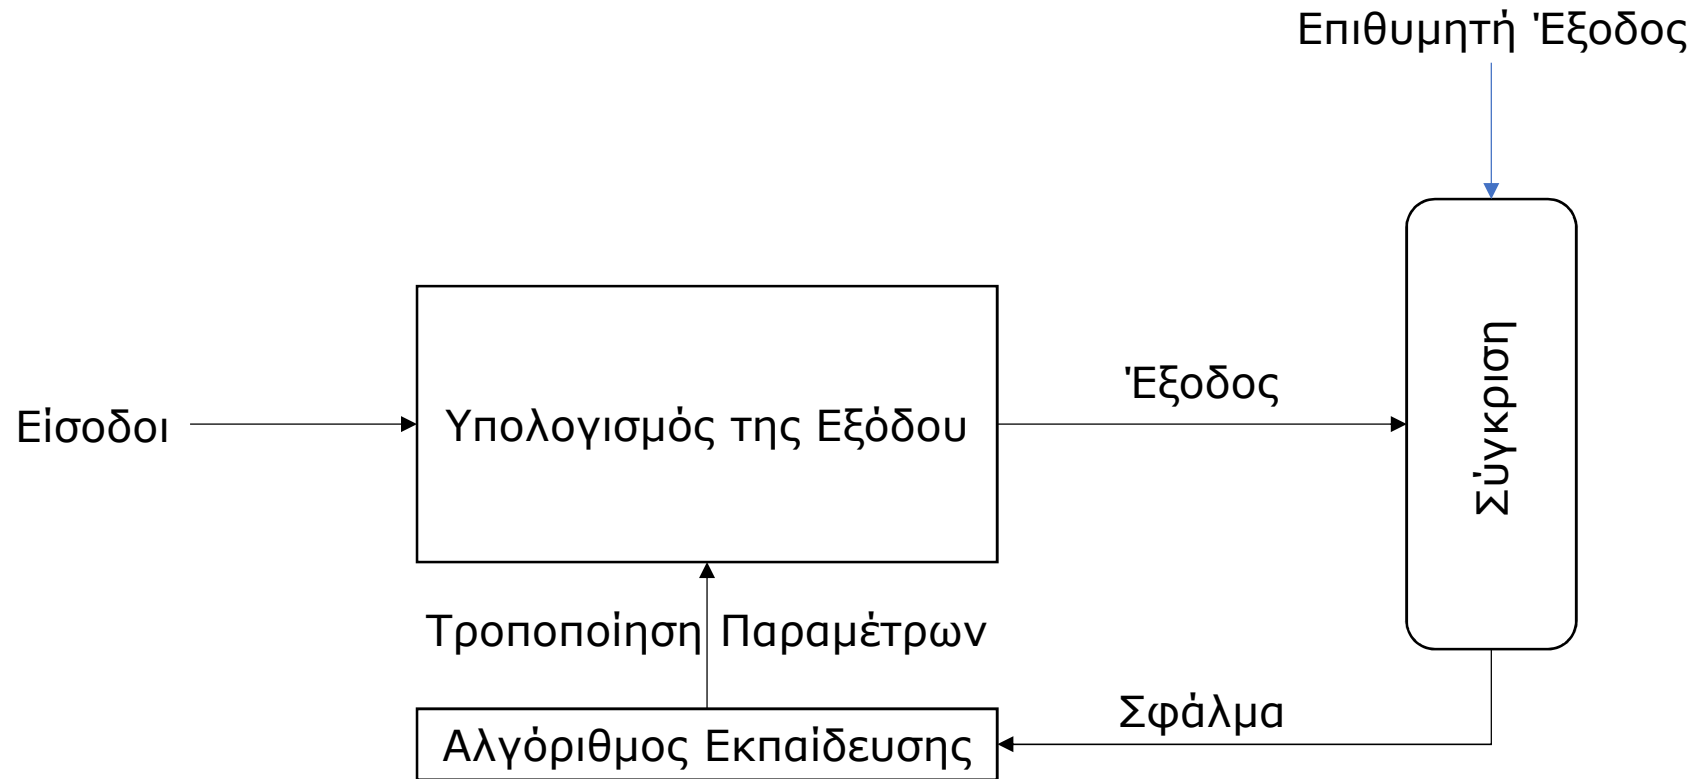 Επιθυμητή Έξοδος
Έξοδος
Σύγκριση
Είσοδοι
Υπολογισμός της Εξόδου
Τροποποίηση Παραμέτρων
Σφάλμα
Αλγόριθμος Εκπαίδευσης